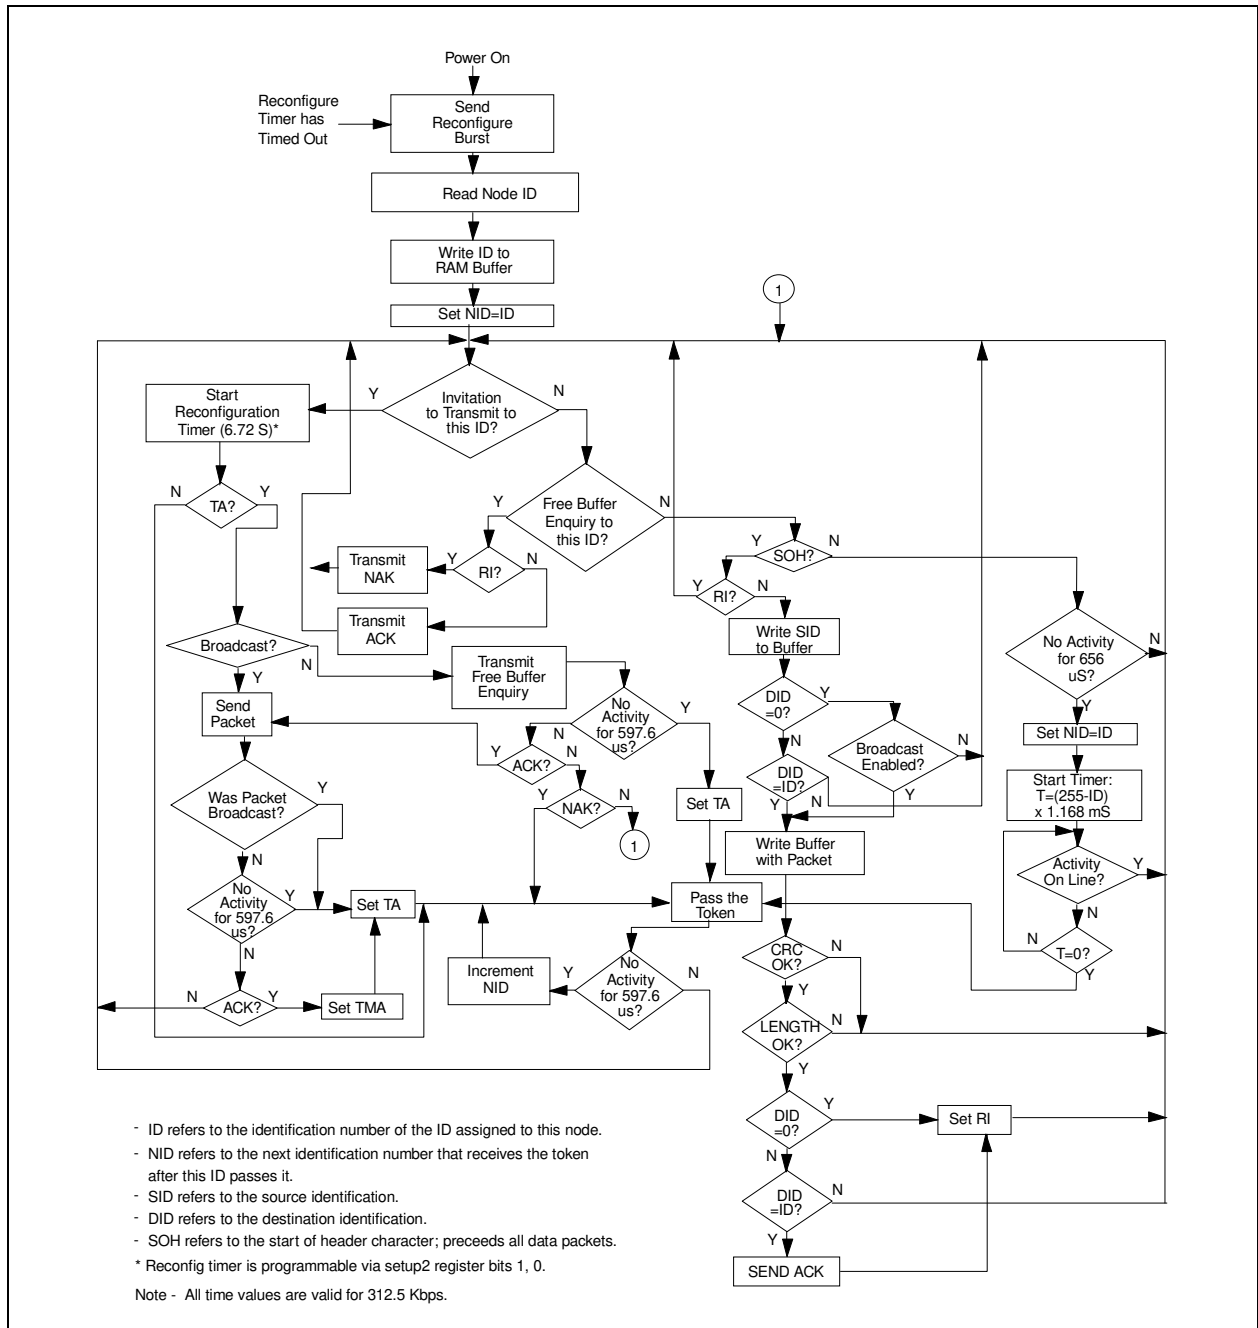 Power On
Reconfigure
Timer has
Timed Out
Send
Reconfigure
Burst
Read Node ID
Write ID to
RAM Buffer
Set NID=ID
1
Y
Invitation
to Transmit to
this ID?
N
Start
Reconfiguration
Timer (6.72 S)*
N
TA?
Y
Y
Free Buffer
Enquiry to
this ID?
N
Transmit
NAK
Y
RI?
N
Transmit
ACK
Y
SOH?
N
Y
RI?
N
Write SID
to Buffer
No Activity
for 656
uS?
N
Y
Broadcast?
N
Y
Transmit
Free Buffer
Enquiry
Send
Packet
No
Activity
for 597.6
us?
Y
N
Y
ACK?
N
Y
NAK?
N
1
Set TA
DID
=0?
Y
N
Broadcast
Enabled?
N
Y
DID
=ID?
Y
N
Write Buffer
with Packet
Set NID=ID
Start Timer:
T=(255-ID)
x 1.168 mS
Activity
On Line?
Y
N
N
T=0?
Y
Was Packet
Broadcast?
Y
N
No
Activity
for 597.6
us?
Y
N
Set TA
Pass the
Token
N
ACK?
Y
Set TMA
Increment
NID
Y
No
Activity
for 597.6
us?
N
CRC
OK?
N
Y
LENGTH
OK?
N
Y
DID
=0?
Y
N
Set RI
DID
=ID?
N
Y
SEND ACK
- ID refers to the identification number of the ID assigned to this node.
- NID refers to the next identification number that receives the token
after this ID passes it.
- SID refers to the source identification.
- DID refers to the destination identification.
- SOH refers to the start of header character; preceeds all data packets.
* Reconfig timer is programmable via setup2 register bits 1, 0.
Note - All time values are valid for 312.5 Kbps.